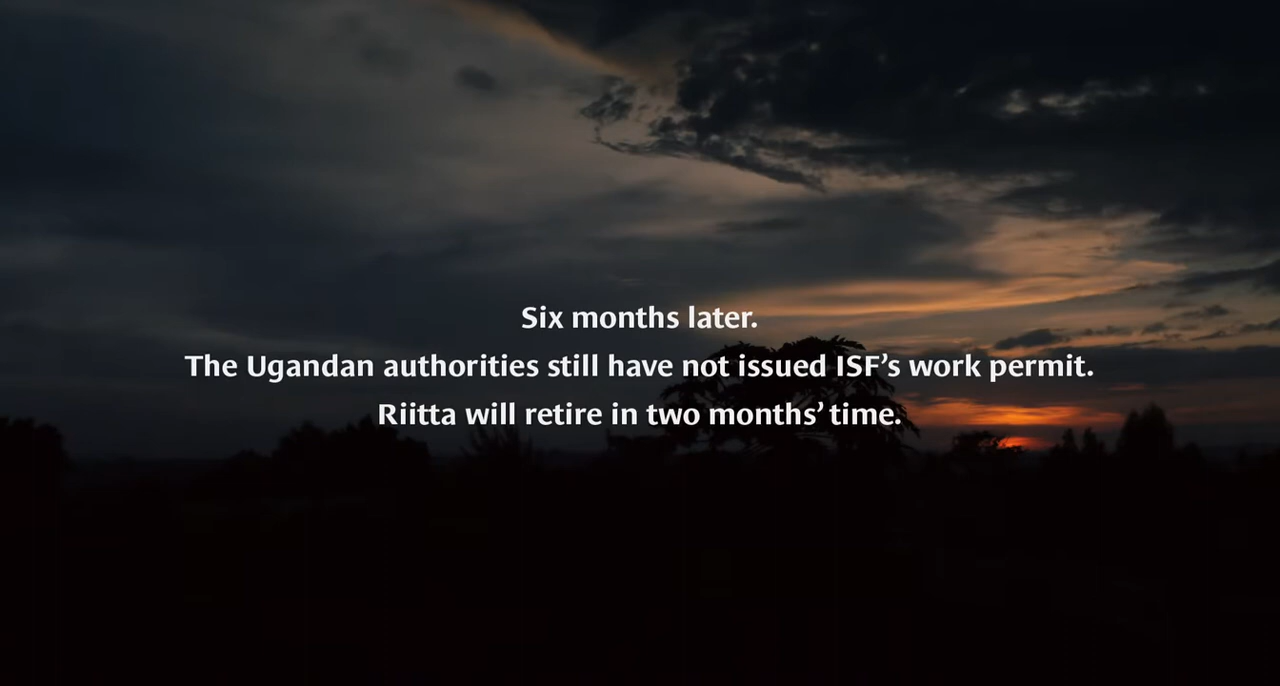 Six months later.
The Ugandan authorities still have not issued ISF’s work permit.
Riitta will retire in two months’ time.